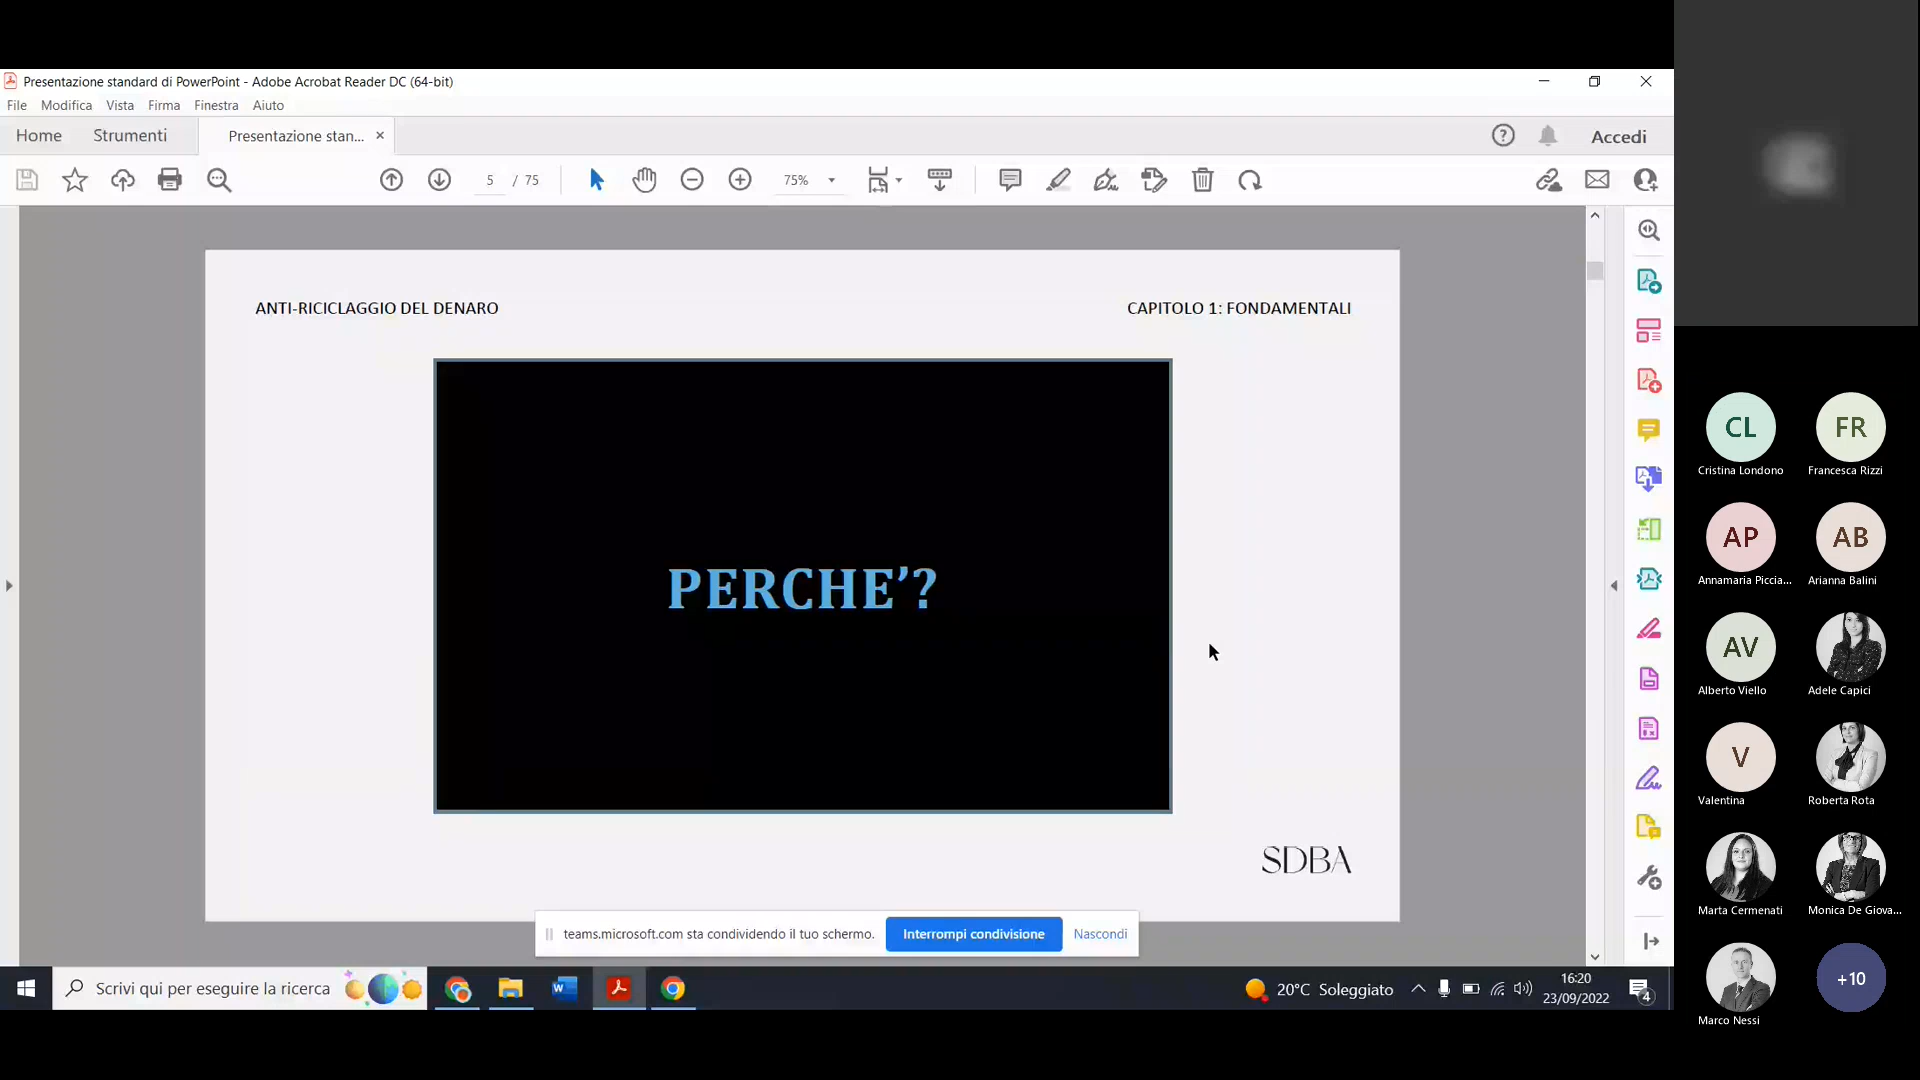 Presentazione standard di PowerPoint - Adobe Acrobat Reader DC (64-bit)
File Modifica Vista Firma Finestra Aiuto
Home Strumenti Presentazione stan... × Accedi
5 / 75 75%
ANTI-RICICLAGGIO DEL DENARO CAPITOLO 1: FONDAMENTALI
PERCHE’?
SDBA
teams.microsoft.com sta condividendo il tuo schermo. Interrompi condivisione Nascondi
Scrivi qui per eseguire la ricerca
20°C Soleggiato
16:20
23/09/2022
4
CL FR
Cristina Londono Francesca Rizzi
AP AB
Annamaria Piccia... Arianna Balini
AV
Alberto Viello Adele Capici
V
Valentina Roberta Rota
Marta Cermenati Monica De Giova...
+10
Marco Nessi